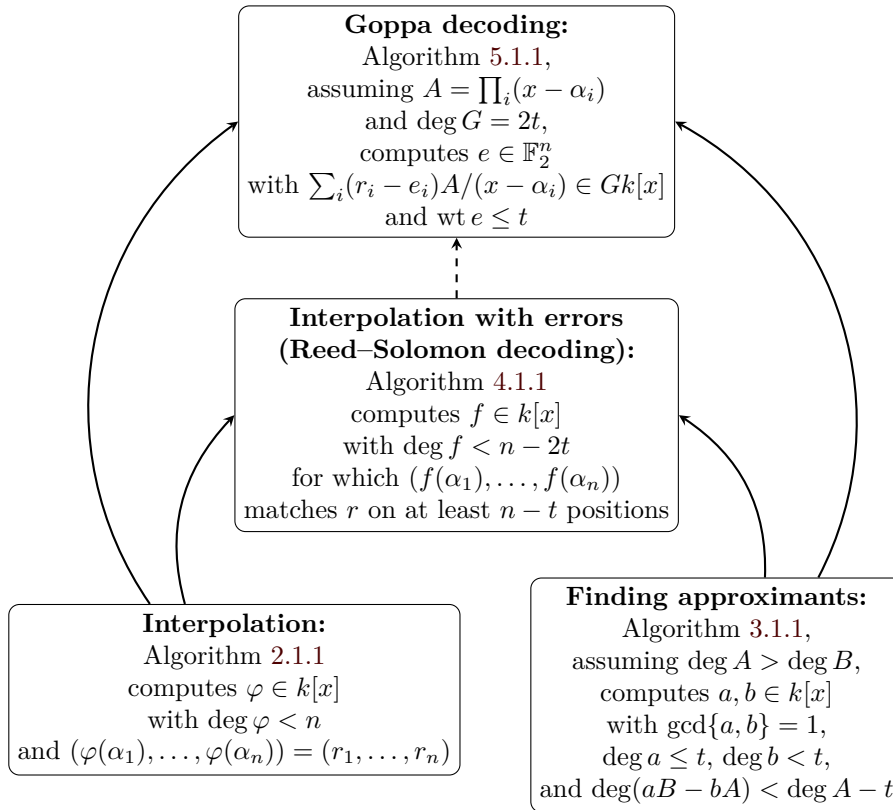 Goppa decoding:
Algorithm 5.1.1,
assuming A = ∏ᵢ(x − αᵢ)
and deg G = 2t,
computes e ∈ 𝔽₂ⁿ
with ∑ᵢ(rᵢ − eᵢ)A/(x − αᵢ) ∈ Gk[x]
and wt e ≤ t
Interpolation with errors
(Reed–Solomon decoding):
Algorithm 4.1.1
computes f ∈ k[x]
with deg f < n − 2t
for which (f(α₁), . . . , f(αₙ))
matches r on at least n − t positions
Interpolation:
Algorithm 2.1.1
computes φ ∈ k[x]
with deg φ < n
and (φ(α₁), . . . , φ(αₙ)) = (r₁, . . . , rₙ)
Finding approximants:
Algorithm 3.1.1,
assuming deg A > deg B,
computes a, b ∈ k[x]
with gcd{a, b} = 1,
deg a ≤ t, deg b < t,
and deg(aB − bA) < deg A − t